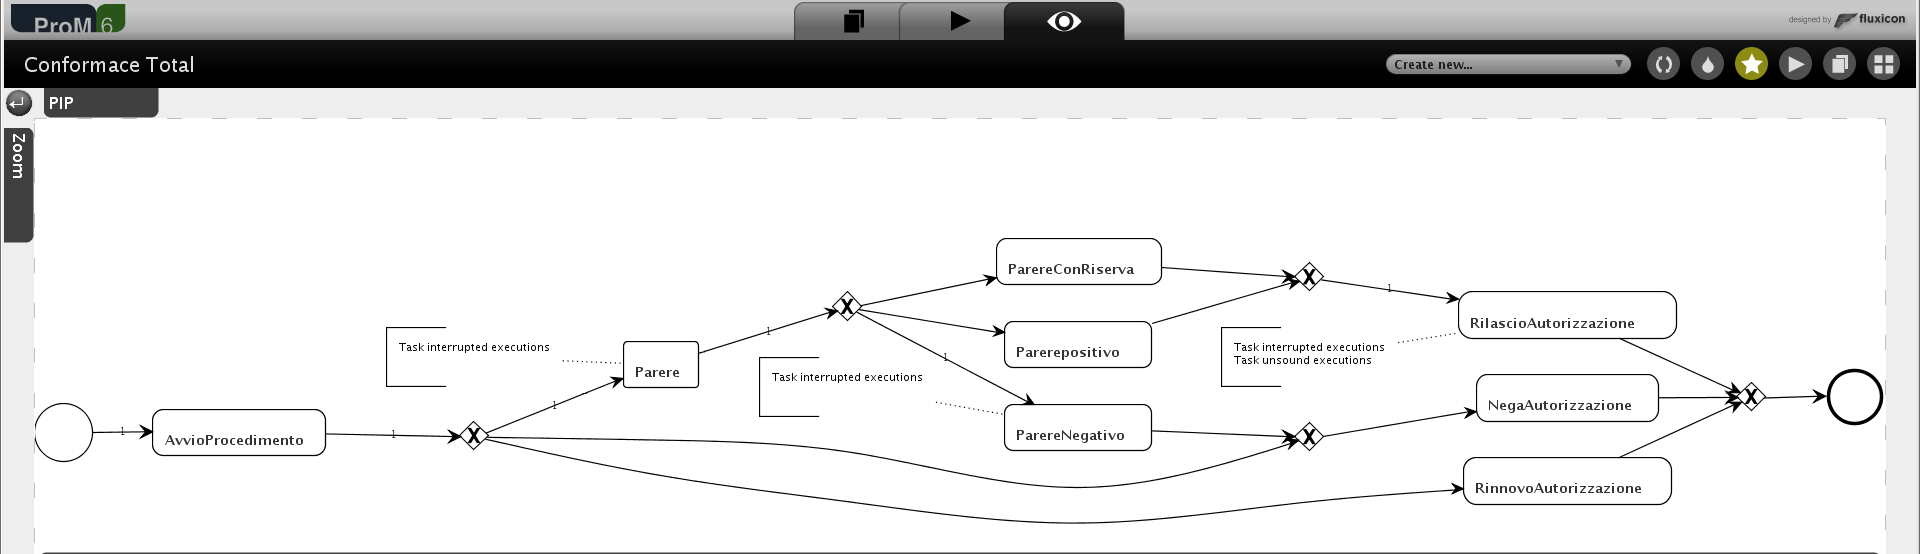 ProM 6
designed by fluxicon
Conformace Total
Create new...
PIP
Zoom
ParereConRiserva
1
RilascioAutorizzazione
1
Task interrupted executions
Parere
Parerepositivo
Task interrupted executions
Task unsound executions
1
Task interrupted executions
1
1
1
AvvioProcedimento
X
X
X
X
X
ParereNegativo
NegaAutorizzazione
RinnovoAutorizzazione